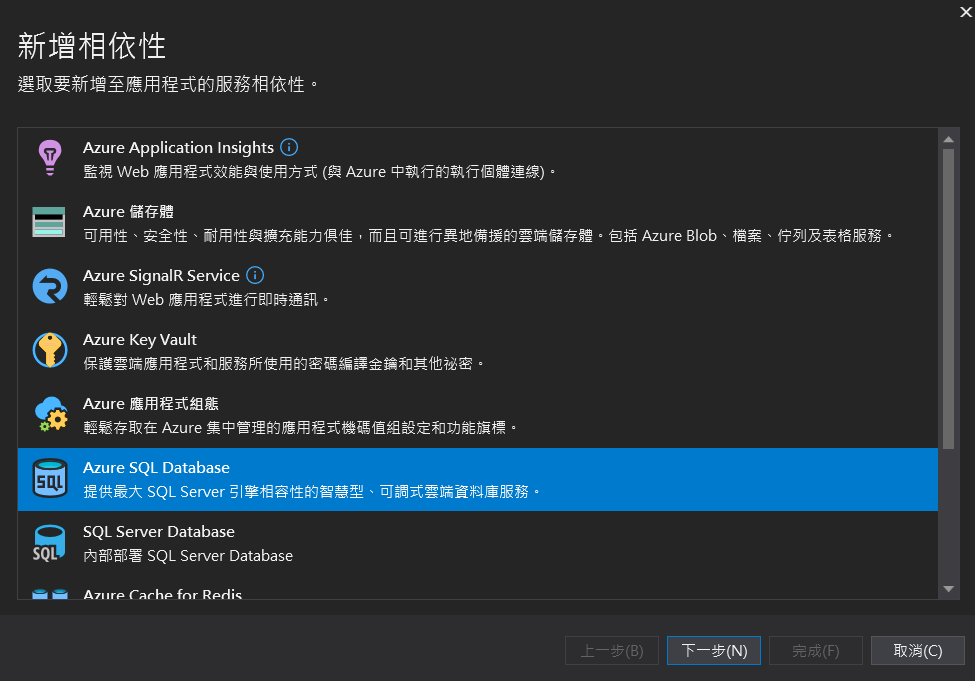 新增相依性
選取要新增至應用程式的服務相依性。
Azure Application Insights
監視 Web 應用程式效能與使用方式 (與 Azure 中執行的執行個體連線)。
Azure 儲存體
可用性、安全性、耐用性與擴充能力俱佳，而且可進行異地備援的雲端儲存體。包括 Azure Blob、檔案、佇列及表格服務。
Azure SignalR Service
輕鬆對 Web 應用程式進行即時通訊。
Azure Key Vault
保護雲端應用程式和服務所使用的密碼編譯金鑰和其他祕密。
Azure 應用程式組態
輕鬆存取在 Azure 集中管理的應用程式機碼值組設定和功能旗標。
SQL
Azure SQL Database
提供最大 SQL Server 引擎相容性的智慧型、可調式雲端資料庫服務。
SQL
SQL Server Database
內部部署 SQL Server Database
Azure Cache for Redis
上一步(B)
下一步(N)
完成(F)
取消(C)